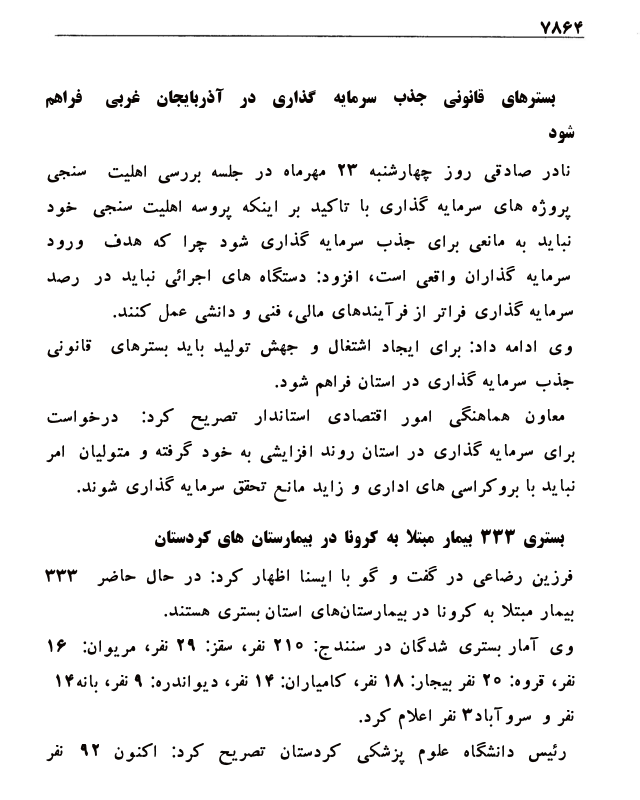 ۷۸۶۴
بسترهای قانونی جذب سرمایه گذاری در آذربایجان غربی فراهم
شود
نادر صادقی روز چهارشنبه ۲۳ مهرماه در جلسه بررسی اهلیت سنجی
پروژه های سرمایه گذاری با تاکید بر اینکه پروسه اهلیت سنجی خود
نباید به مانعی برای جذب سرمایه گذاری شود چرا که هدف ورود
سرمایه گذاران واقعی است، افزود: دستگاه های اجرائی نباید در رصد
سرمایه گذاری فراتر از فرآیندهای مالی، فنی و دانشی عمل کنند.
وی ادامه داد: برای ایجاد اشتغال و جهش تولید باید بسترهای قانونی
جذب سرمایه گذاری در استان فراهم شود.
معاون هماهنگی امور اقتصادی استاندار تصریح کرد: درخواست
برای سرمایه گذاری در استان روند افزایشی به خود گرفته و متولیان امر
نباید با بروکراسی های اداری و زاید مانع تحقق سرمایه گذاری شوند.
بستری ۳۳۳ بیمار مبتلا به کرونا در بیمارستان های کردستان
فرزین رضاعی در گفت و گو با ایسنا اظهار کرد: در حال حاضر ۳۳۳
بیمار مبتلا به کرونا در بیمارستان‌های استان بستری هستند.
وی آمار بستری شدگان در سنندج: ۲۱۰ نفر، سقز: ۲۹ نفر، مریوان: ۱۶
نفر، قروه: ۲۰ نفر بیجار: ۱۸ نفر، کامیاران: ۱۴ نفر، دیواندره: ۹ نفر، بانه۱۴
نفر و سروآباد۳ نفر اعلام کرد.
رئیس دانشگاه علوم پزشکی کردستان تصریح کرد: اکنون ۹۲ نفر